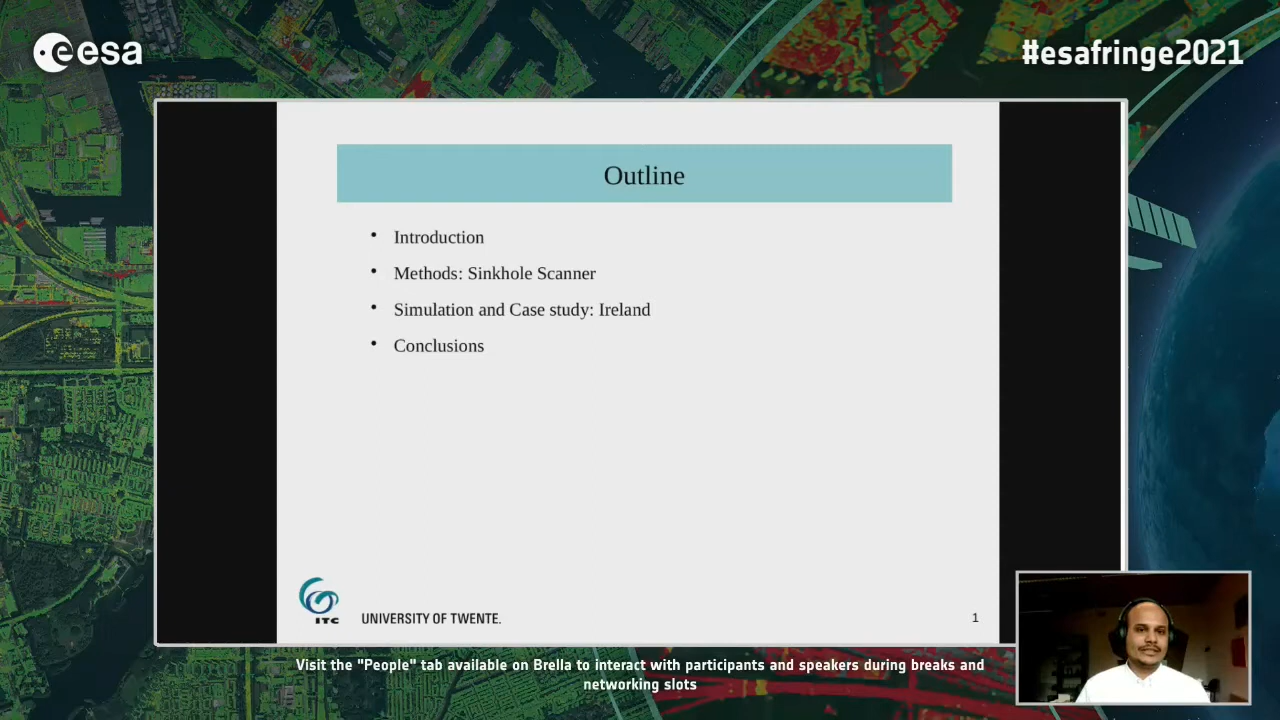 esa
#esafringe2021
Outline
• Introduction
• Methods: Sinkhole Scanner
• Simulation and Case study: Ireland
• Conclusions
ITC
UNIVERSITY OF TWENTE.
1
Visit the "People" tab available on Brella to interact with participants and speakers during breaks and
networking slots